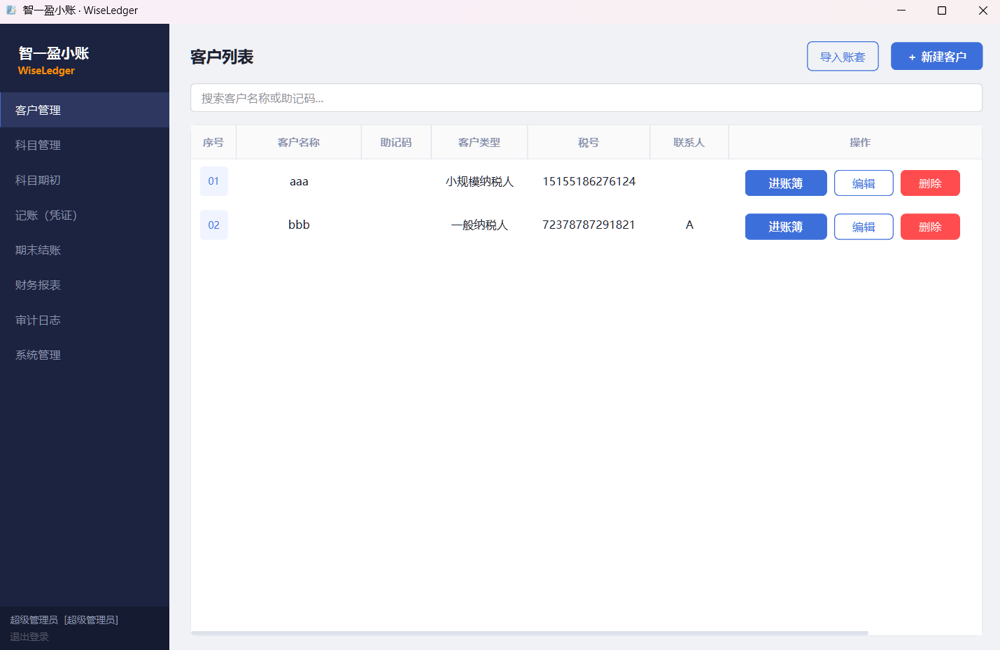 智一盈小账 · WiseLedger
智一盈小账
WiseLedger
客户管理
科目管理
科目期初
记账（凭证）
期末结账
财务报表
审计日志
系统管理
超级管理员 [超级管理员]
退出登录
客户列表
导入账套
+ 新建客户
搜索客户名称或助记码...
序号 客户名称 助记码 客户类型 税号 联系人 操作
01 aaa 小规模纳税人 15155186276124 进账簿 编辑 删除
02 bbb 一般纳税人 72378787291821 A 进账簿 编辑 删除